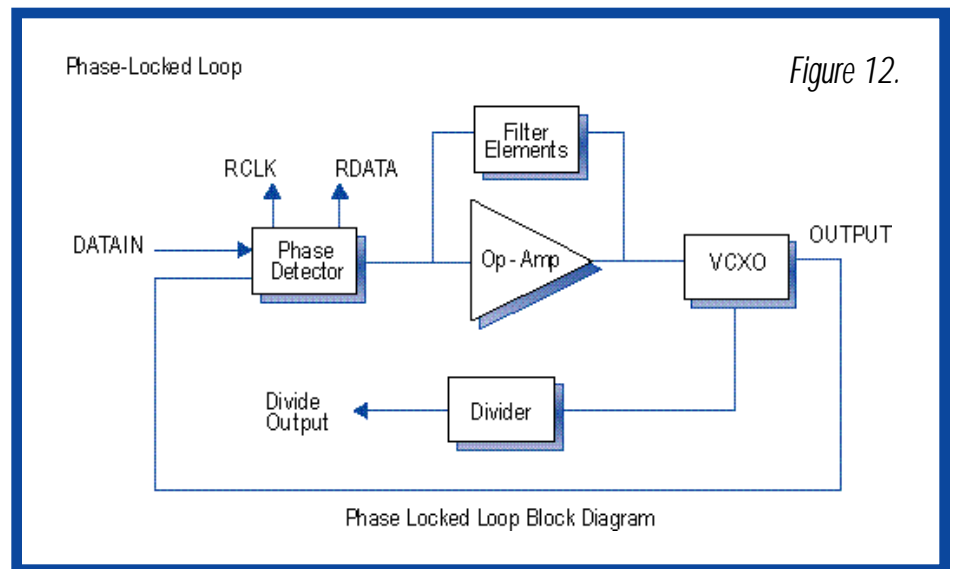 Phase-Locked Loop
Figure 12.
Filter
Elements
RCLK
RDATA
DATAIN
Phase
Detector
Op - Amp
VCXO
OUTPUT
Divide
Output
Divider
Phase Locked Loop Block Diagram